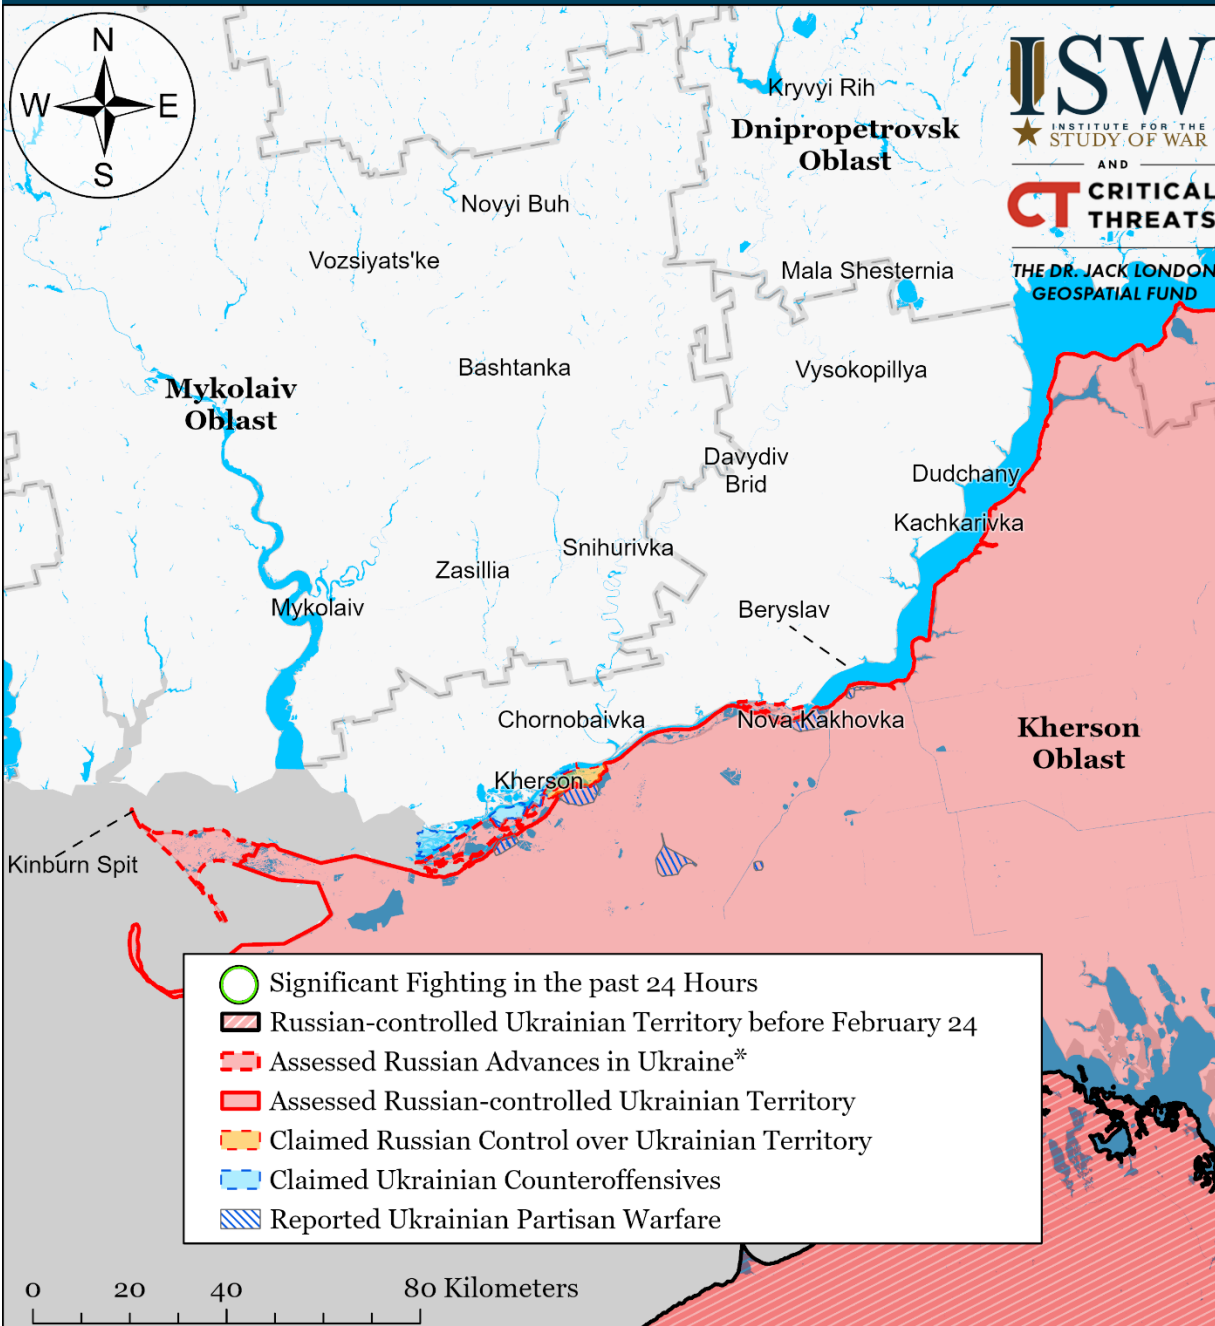 N
W
E
S
ISW
INSTITUTE FOR THE
STUDY OF WAR
AND
CT CRITICAL
THREATS
THE DR. JACK LONDON
GEOSPATIAL FUND
Kryvyi Rih
Dnipropetrovsk
Oblast
Novyi Buh
Vozsiyats'ke
Mala Shesternia
Bashtanka
Vysokopillya
Mykolaiv
Oblast
Davydiv
Brid
Dudchany
Kachkarivka
Snihurivka
Zasillia
Mykolaiv
Beryslav
Chornobaivka
Nova Kakhovka
Kherson
Oblast
Kherson
Kinburn Spit
Significant Fighting in the past 24 Hours
Russian-controlled Ukrainian Territory before February 24
Assessed Russian Advances in Ukraine*
Assessed Russian-controlled Ukrainian Territory
Claimed Russian Control over Ukrainian Territory
Claimed Ukrainian Counteroffensives
Reported Ukrainian Partisan Warfare
0 20 40 80 Kilometers